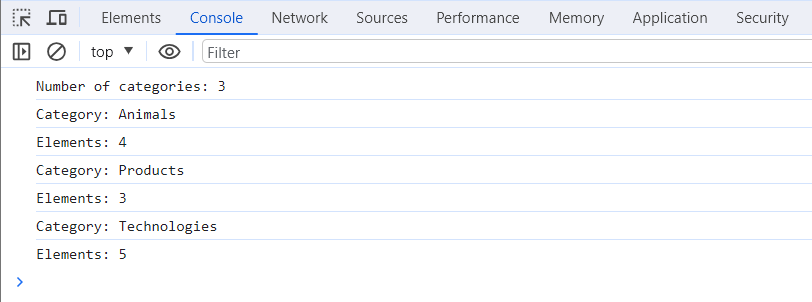 Elements Console Network Sources Performance Memory Application Security
top Filter
Number of categories: 3
Category: Animals
Elements: 4
Category: Products
Elements: 3
Category: Technologies
Elements: 5